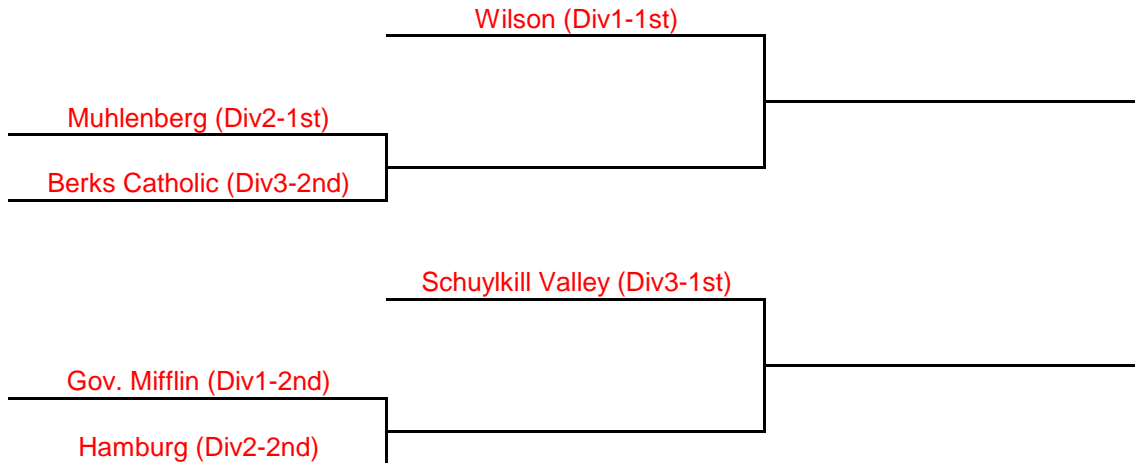 Wilson (Div1-1st)
Muhlenberg (Div2-1st)
Berks Catholic (Div3-2nd)
Schuylkill Valley (Div3-1st)
Gov. Mifflin (Div1-2nd)
Hamburg (Div2-2nd)